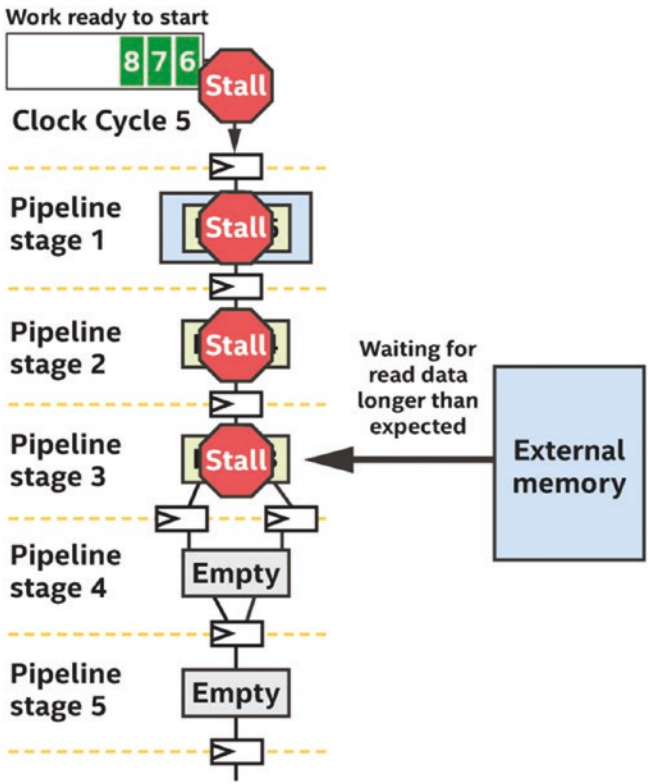 Work ready to start
8 7 6
Stall
Clock Cycle 5
Pipeline
stage 1
Stall
Pipeline
stage 2
Stall
Waiting for
read data
longer than
expected
Pipeline
stage 3
Stall
External
memory
Pipeline
stage 4
Empty
Pipeline
stage 5
Empty